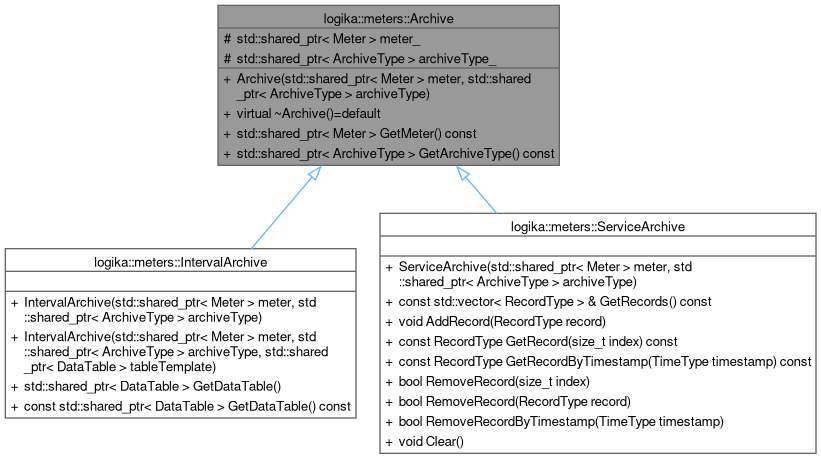 logika::meters::Archive
# std::shared_ptr< Meter > meter_
# std::shared_ptr< ArchiveType > archiveType_
+ Archive(std::shared_ptr< Meter > meter, std::shared
_ptr< ArchiveType > archiveType)
+ virtual ~Archive()=default
+ std::shared_ptr< Meter > GetMeter() const
+ std::shared_ptr< ArchiveType > GetArchiveType() const
logika::meters::IntervalArchive
+ IntervalArchive(std::shared_ptr< Meter > meter, std
::shared_ptr< ArchiveType > archiveType)
+ IntervalArchive(std::shared_ptr< Meter > meter, std
::shared_ptr< ArchiveType > archiveType, std::shared
_ptr< DataTable > tableTemplate)
+ std::shared_ptr< DataTable > GetDataTable()
+ const std::shared_ptr< DataTable > GetDataTable() const
logika::meters::ServiceArchive
+ ServiceArchive(std::shared_ptr< Meter > meter, std
::shared_ptr< ArchiveType > archiveType)
+ const std::vector< RecordType > & GetRecords() const
+ void AddRecord(RecordType record)
+ const RecordType GetRecord(size_t index) const
+ const RecordType GetRecordByTimestamp(TimeType timestamp) const
+ bool RemoveRecord(size_t index)
+ bool RemoveRecord(RecordType record)
+ bool RemoveRecordByTimestamp(TimeType timestamp)
+ void Clear()